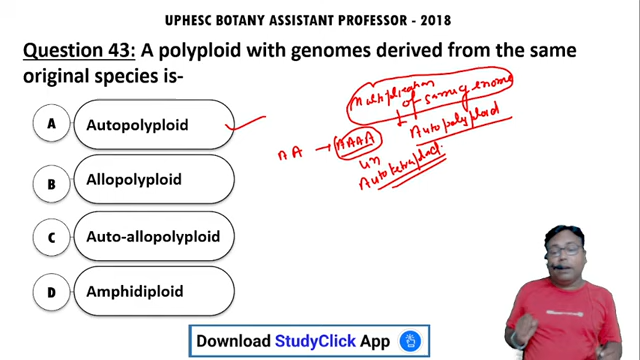 UPHESC BOTANY ASSISTANT PROFESSOR - 2018
Question 43: A polyploid with genomes derived from the same
original species is-
A Autopolyploid
B Allopolyploid
C Auto-allopolyploid
D Amphidiploid
Multiplication
of same genome
Autopolyploid
AA → AAAA
4n
Autotetraploid
Download StudyClick App